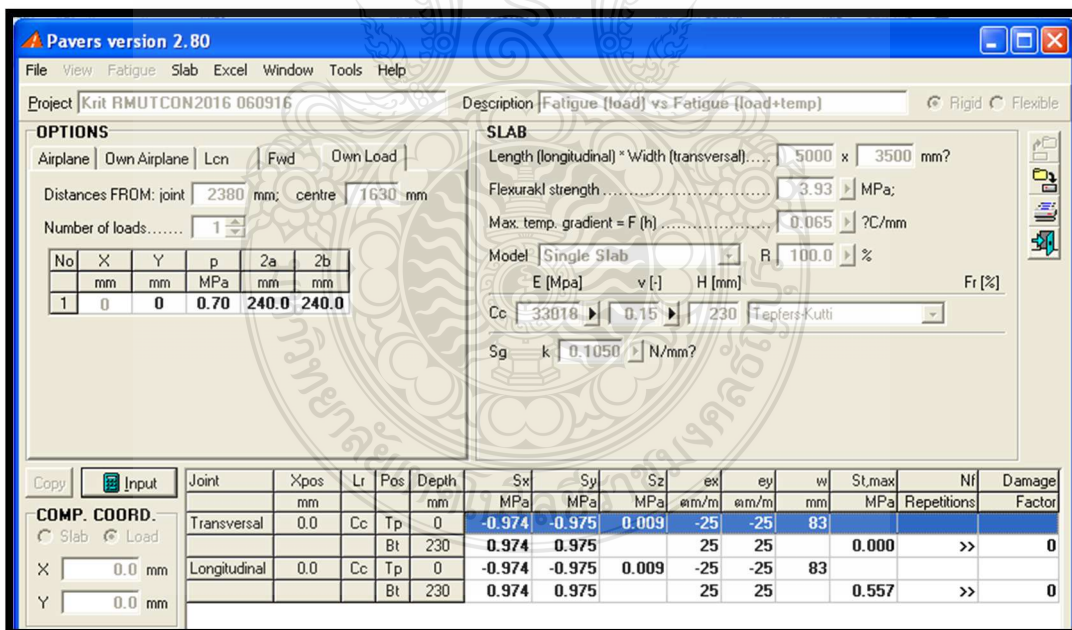 Pavers version 2.80
File View Fatigue Slab Excel Window Tools Help
Project Krit RMUTCON2016 060916 Description Fatigue (load) vs Fatigue (load+temp) Rigid Flexible
OPTIONS
Airplane Own Airplane Lcn Fwd Own Load
Distances FROM: joint 2380 mm; centre 1630 mm
Number of loads....... 1
No X Y p 2a 2b
mm mm MPa mm mm
1 0 0 0.70 240.0 240.0
SLAB
Length (longitudinal) * Width (transversal)..... 5000 x 3500 mm?
Flexurakl strength ................................ 3.93 MPa;
Max. temp. gradient = F (h) ...................... 0.065 ?C/mm
Model Single Slab R 100.0 %
E [Mpa] v [-] H [mm] Fr [%]
Cc 33018 0.15 230 Tepfers-Kutti
Sg k 0.1050 N/mm?
Copy Input
COMP. COORD.
Slab Load
X 0.0 mm
Y 0.0 mm
Joint Xpos Lr Pos Depth Sx Sy Sz ex ey w St,max Nf Damage
mm mm MPa MPa MPa ตm/m ตm/m mm MPa Repetitions Factor
Transversal 0.0 Cc Tp 0 -0.974 -0.975 0.009 -25 -25 83
Bt 230 0.974 0.975 25 25 0.000 >> 0
Longitudinal 0.0 Cc Tp 0 -0.974 -0.975 0.009 -25 -25 83
Bt 230 0.974 0.975 25 25 0.557 >> 0